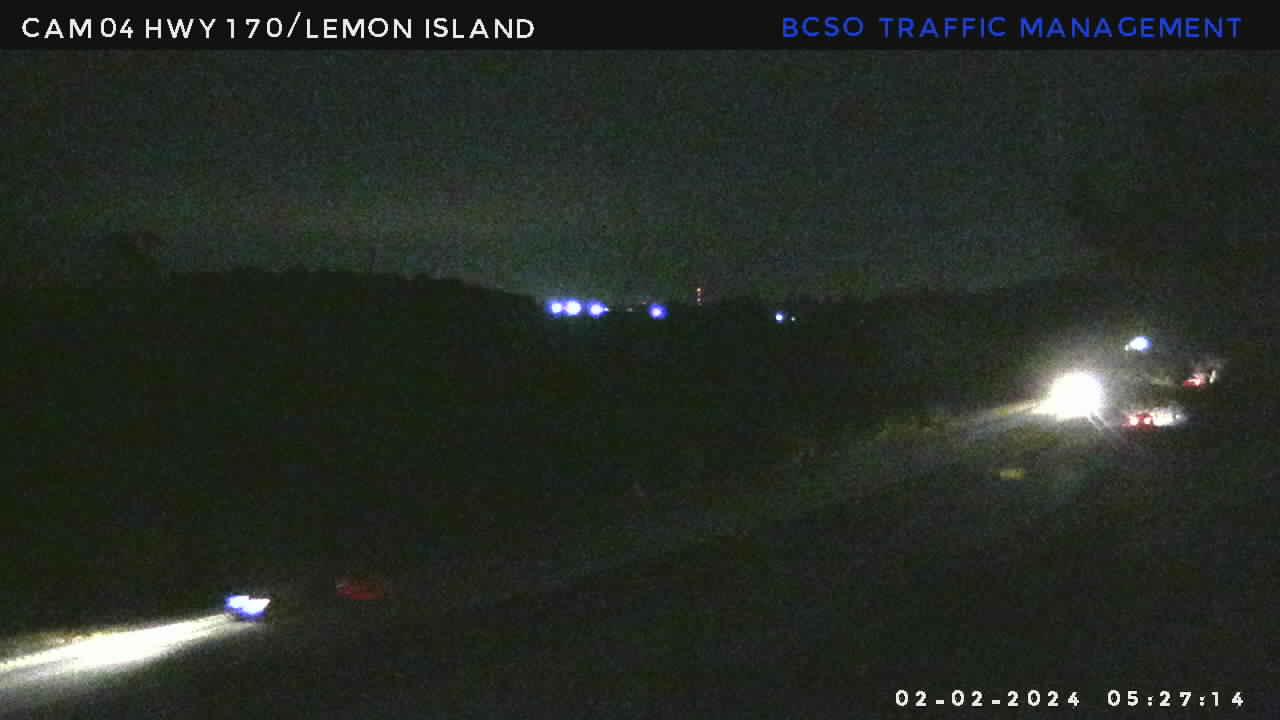 CAM04 HWY 170/LEMON ISLAND
BCSO TRAFFIC MANAGEMENT
02-02-2024 05:27:14